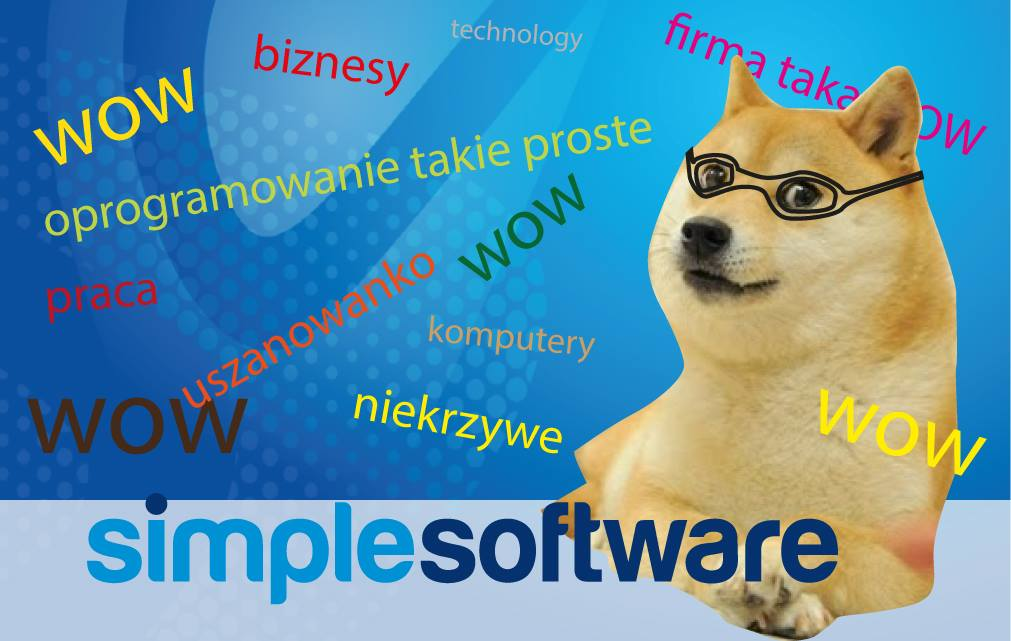 technology
biznesy
firma taka wow
wow
oprogramowanie takie proste
wow
praca
uszanowanko
komputery
wow
niekrzywe
wow
simplesoftware